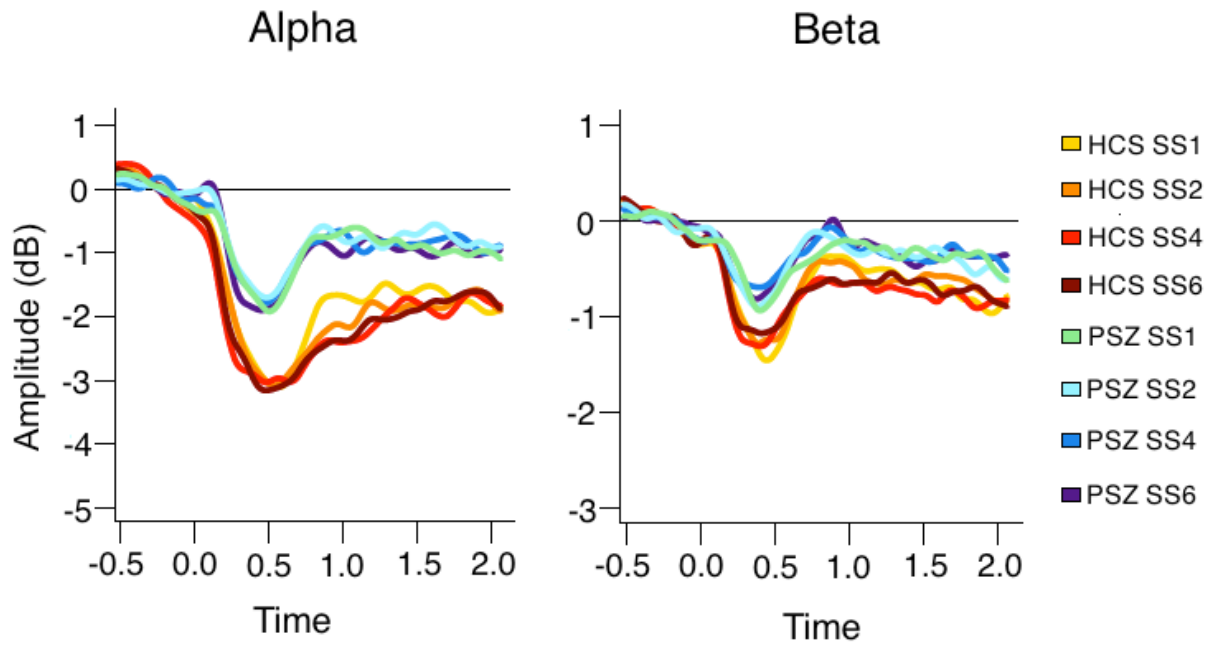 Alpha
Beta
Amplitude (dB)
1
0
-1
-2
-3
-4
-5
-0.5 0.0 0.5 1.0 1.5 2.0
Time
1
0
-1
-2
-3
-0.5 0.0 0.5 1.0 1.5 2.0
Time
HCS SS1
HCS SS2
HCS SS4
HCS SS6
PSZ SS1
PSZ SS2
PSZ SS4
PSZ SS6